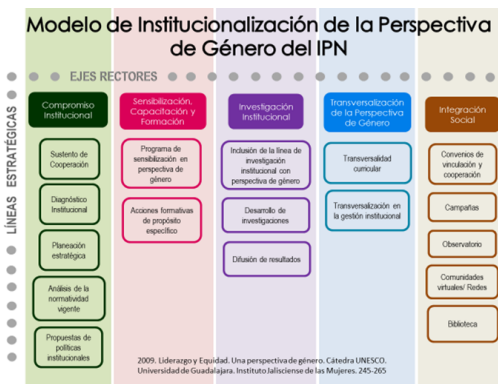 Modelo de Institucionalización de la Perspectiva
de Género del IPN
EJES RECTORES
LÍNEAS ESTRATÉGICAS
Compromiso
Institucional
Sustento de
Cooperación
Diagnóstico
Institucional
Planeación
estratégica
Análisis de la
normatividad
vigente
Propuestas de
políticas
institucionales
Sensibilización,
Capacitación y
Formación
Programa de
sensibilización en
perspectiva de
género
Acciones formativas
de propósito
específico
Investigación
Institucional
Inclusión de la línea de
investigación
institucional con
perspectiva de género
Desarrollo de
investigaciones
Difusión de resultados
Transversalización
de la Perspectiva
de Género
Transversalidad
curricular
Transversalización en
la gestión institucional
Integración
Social
Convenios de
vinculación y
cooperación
Campañas
Observatorio
Comunidades
virtuales/ Redes
Biblioteca
2009. Liderazgo y Equidad. Una perspectiva de género. Cátedra UNESCO.
Universidad de Guadalajara. Instituto Jalisciense de las Mujeres. 245-265